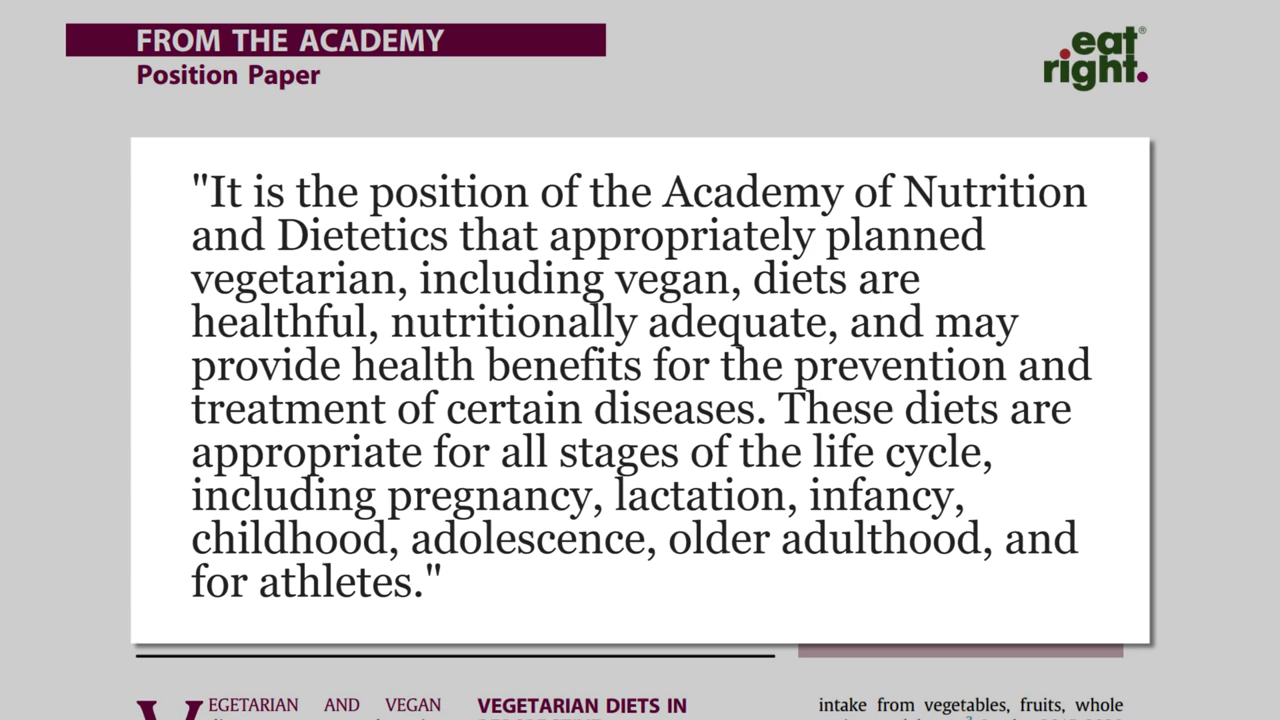 FROM THE ACADEMY
Position Paper
eat
right.
"It is the position of the Academy of Nutrition
and Dietetics that appropriately planned
vegetarian, including vegan, diets are
healthful, nutritionally adequate, and may
provide health benefits for the prevention and
treatment of certain diseases. These diets are
appropriate for all stages of the life cycle,
including pregnancy, lactation, infancy,
childhood, adolescence, older adulthood, and
for athletes."
VEGETARIAN AND VEGAN
VEGETARIAN DIETS IN
intake from vegetables, fruits, whole